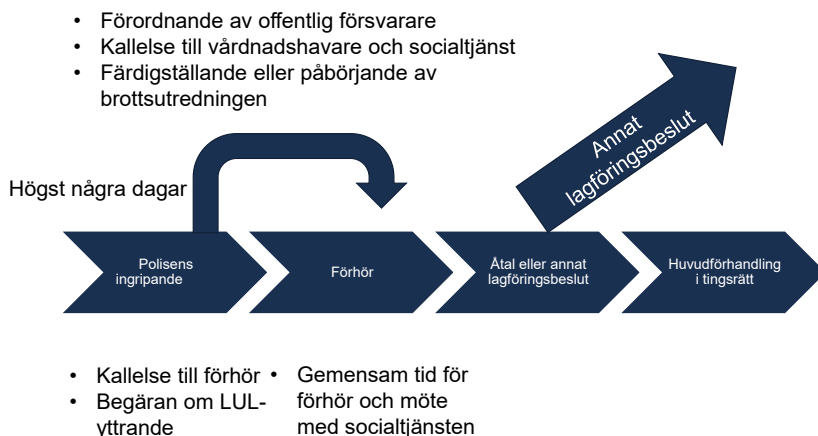 • Förordnande av offentlig försvarare
• Kallelse till vårdnadshavare och socialtjänst
• Färdigställande eller påbörjande av
brottsutredningen
Högst några dagar
Annat
lagföringsbeslut
Polisens
ingripande
Förhör
Åtal eller annat
lagföringsbeslut
Huvudförhandling
i tingsrätt
• Kallelse till förhör
• Begäran om LUL-
yttrande
• Gemensam tid för
förhör och möte
med socialtjänsten